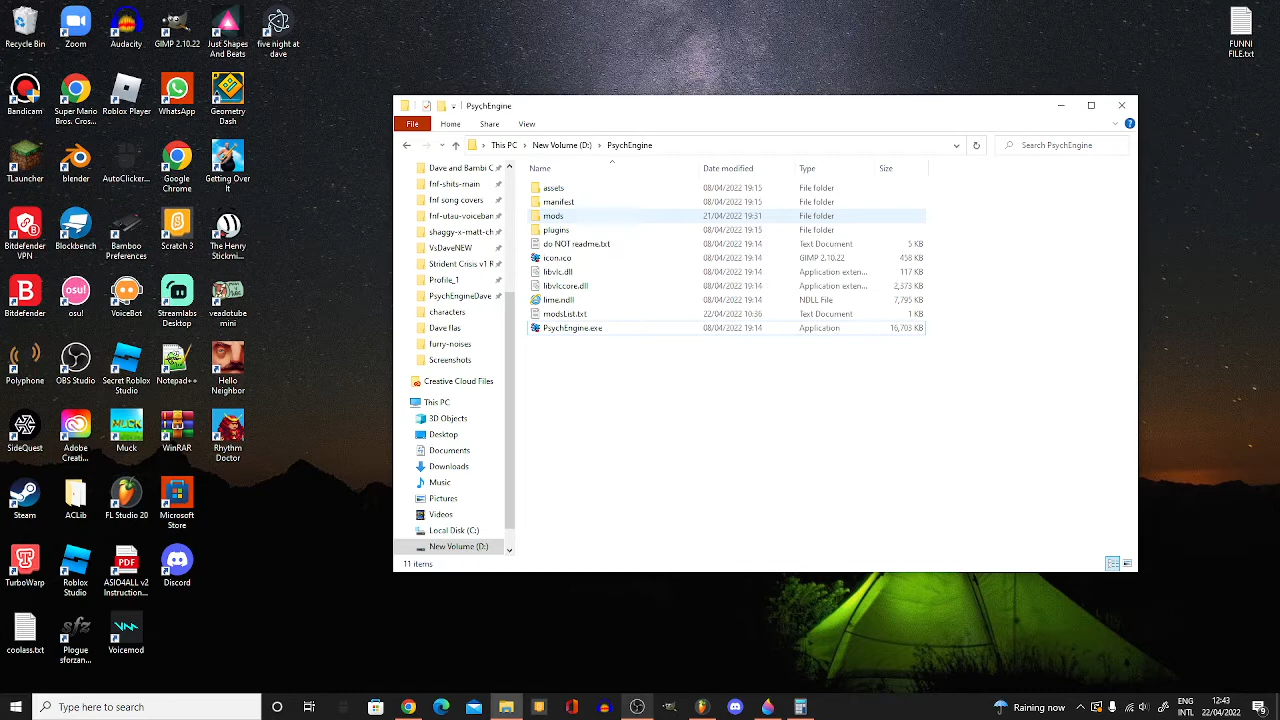 Recycle Bin
Zoom
Audacity
GIMP 2.10.22
Just Shapes And Beats
five night at dave
FUNNI FILE.txt
Bandicam
Super Mario Bros. Cros...
Roblox Player
WhatsApp
Geometry Dash
TLauncher
Blender
AutoClicker...
Google Chrome
Getting Over It
Bitdefender
Blockbench
Bamboo
Scratch 3
The Henry Stickmi...
Bitdefender
osu!
Streamlabs Desktop
veadotube
Polyphone
OBS Studio
Secret Roblox Studio
Notepad++
Hello Neighbor
SideQuest
Adobe Creati...
Muck
WinRAR
Rhythm Doctor
Steam
ACIDS
FL Studio 20
Microsoft Store
TurboWarp
Roblox Studio
ASIO4ALL v2 Instruction...
Discord
coolass.txt
Plogue sforzan...
Voicemod
PsychEngine
File
Home
Share
View
This PC > New Volume (D:) > PsychEngine
Search PsychEngine
Name
Date modified
Type
Size
Dave and Bambi C
fnf-shits-main
fnf song covers
fnf-utau-voceban
shaggy-x-matt-ch
VsDaveNEW
Strident Crisis v1 R
Profile_1
PsychEngineDave
characters
Dave flas
furry-noises
Screenshots
Creative Cloud Files
This PC
3D Objects
Desktop
Documents
Downloads
Music
Pictures
Videos
Local Disk (C:)
New Volume (D:)
assets 08/04/2022 19:15 File folder
manifest 08/04/2022 19:15 File folder
mods 21/04/2022 19:51 File folder
plugins 08/04/2022 19:15 File folder
do NOT readme.txt 08/04/2022 19:14 Text Document 5 KB
icon.ico 08/04/2022 19:14 GIMP 2.10.22 458 KB
libvlc.dll 08/04/2022 19:14 Application exten... 117 KB
libvlccore.dll 08/04/2022 19:14 Application exten... 2,573 KB
lime.ndll 08/04/2022 19:14 NDLL File 7,795 KB
modsList.txt 22/04/2022 10:36 Text Document 1 KB
PsychEngine.exe 08/04/2022 19:14 Application 16,703 KB
11 items
Type here to search
Raining now
ENG
INTL
12:43
22/04/2022